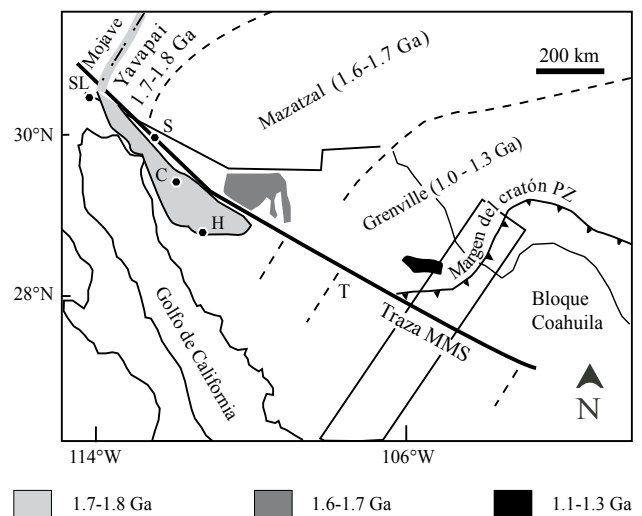 Mojave
Yavapai
1.7-1.8 Ga
Mazatzal (1.6-1.7 Ga)
200 km
SL
S
30°N
C
H
Grenville (1.0 - 1.3 Ga)
Margen del cratón PZ
28°N
T
Traza MMS
Bloque
Coahuila
Golfo de California
N
114°W
106°W
1.7-1.8 Ga
1.6-1.7 Ga
1.1-1.3 Ga